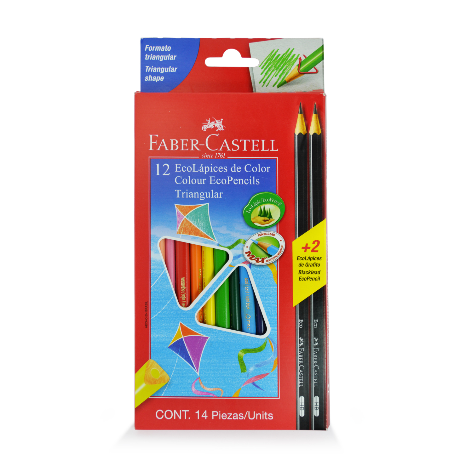 Formato
triangular
Triangular
shape
FABER-CASTELL
since 1761
12 EcoLápices de Color
Colour EcoPencils
Triangular
MAX
+2
EcoLápices
de Grafito
Blacklead
EcoPencil
CONT. 14 Piezas/Units